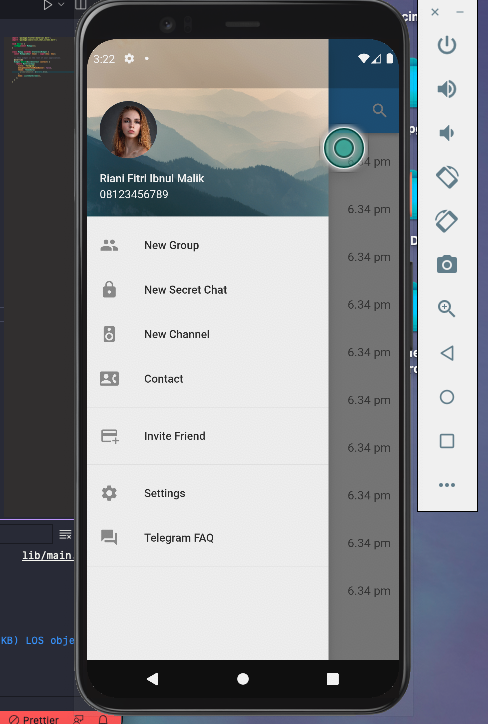 3:22
Riani Fitri Ibnul Malik
08123456789
New Group
New Secret Chat
New Channel
Contact
Invite Friend
Settings
Telegram FAQ
34 pm
6.34 pm
6.34 pm
6.34 pm
6.34 pm
6.34 pm
6.34 pm
6.34 pm
6.34 pm
6.34 pm
lib/main.
KB) LOS obje
Prettier